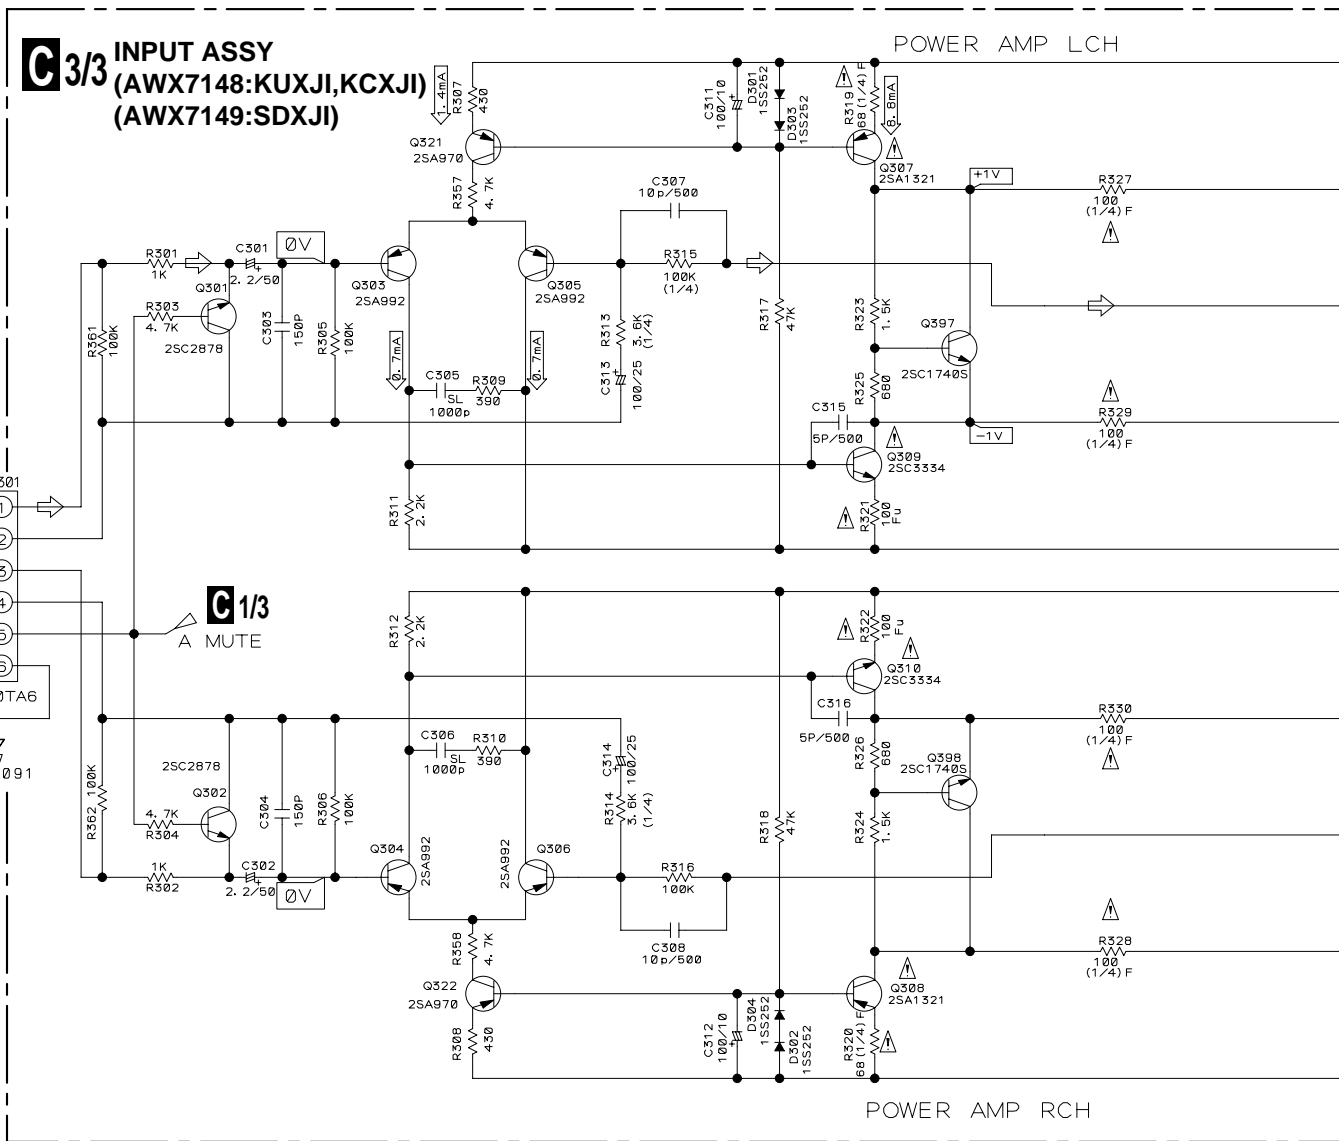 C 3/3 INPUT ASSY
(AWX7148:KUXJI,KCXJI)
(AWX7149:SDXJI)
POWER AMP LCH
1.4mA
R307
430
Q321
2SA970
R357
4.7K
C311
100/10
D301
1SS252
D303
1SS252
R319
68(1/4)F
8.8mA
Q307
2SA1321
+1V
R327
100
(1/4)F
C307
10p/500
R301
1K
C301
2.2/50
0V
Q301
R303
4.7K
2SC2878
R361
100K
C303
150P
R305
100K
Q303
2SA992
Q305
2SA992
R315
100K
(1/4)
R313
3.6K
(1/4)
C313
100/25
R317
47K
R323
1.5K
Q397
2SC1740S
R325
680
0.7mA
0.7mA
C305
SL
1000p
R309
390
C315
5P/500
R329
100
(1/4)F
-1V
Q309
2SC3334
R311
2.2K
R321
100
Fu
301
1
2
3
4
5
6
0TA6
7
091
C 1/3
A MUTE
R312
2.2K
R322
100
Fu
Q310
2SC3334
C316
5P/500
R330
100
(1/4)F
R326
680
Q398
2SC1740S
C306
SL
1000p
R310
390
C314
100/25
R314
3.6K
(1/4)
2SC2878
Q302
R362 100K
4.7K
R304
C304
150P
R306
100K
R318
47K
R324
1.5K
Q304
2SA992
Q306
2SA992
1K
R302
C302
2.2/50
0V
R316
100K
C308
10p/500
R358
4.7K
Q322
2SA970
R308
430
C312
100/10
D304
1SS252
D302
1SS252
R328
100
(1/4)F
Q308
2SA1321
R320
68(1/4)F
POWER AMP RCH